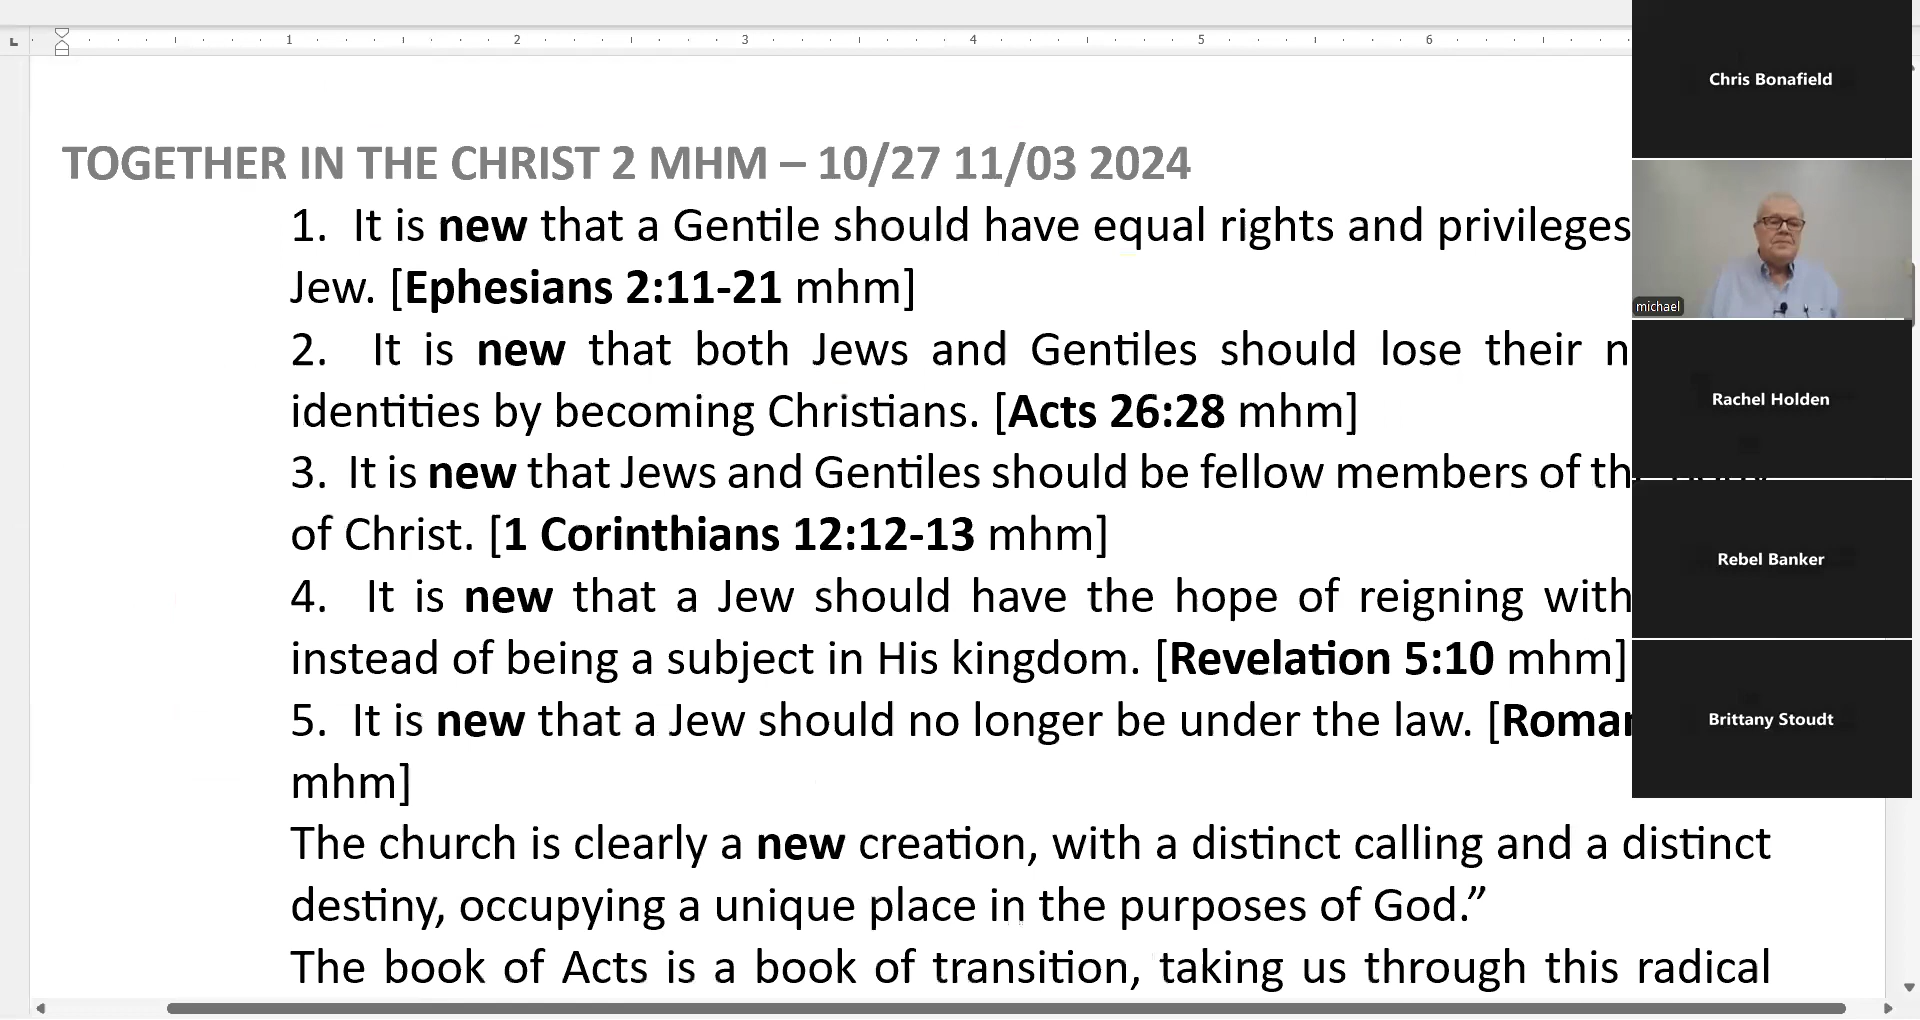 1 2 3 4 5 6
TOGETHER IN THE CHRIST 2 MHM – 10/27 11/03 2024
1. It is new that a Gentile should have equal rights and privileges
Jew. [Ephesians 2:11-21 mhm]
2. It is new that both Jews and Gentiles should lose their
identities by becoming Christians. [Acts 26:28 mhm]
3. It is new that Jews and Gentiles should be fellow members of
of Christ. [1 Corinthians 12:12-13 mhm]
4. It is new that a Jew should have the hope of reigning with
instead of being a subject in His kingdom. [Revelation 5:10 mhm]
5. It is new that a Jew should no longer be under the law.
mhm]
The church is clearly a new creation, with a distinct calling and a distinct
destiny, occupying a unique place in the purposes of God.”
The book of Acts is a book of transition, taking us through this radical
Chris Bonafield
michael
Rachel Holden
Rebel Banker
Brittany Stoudt